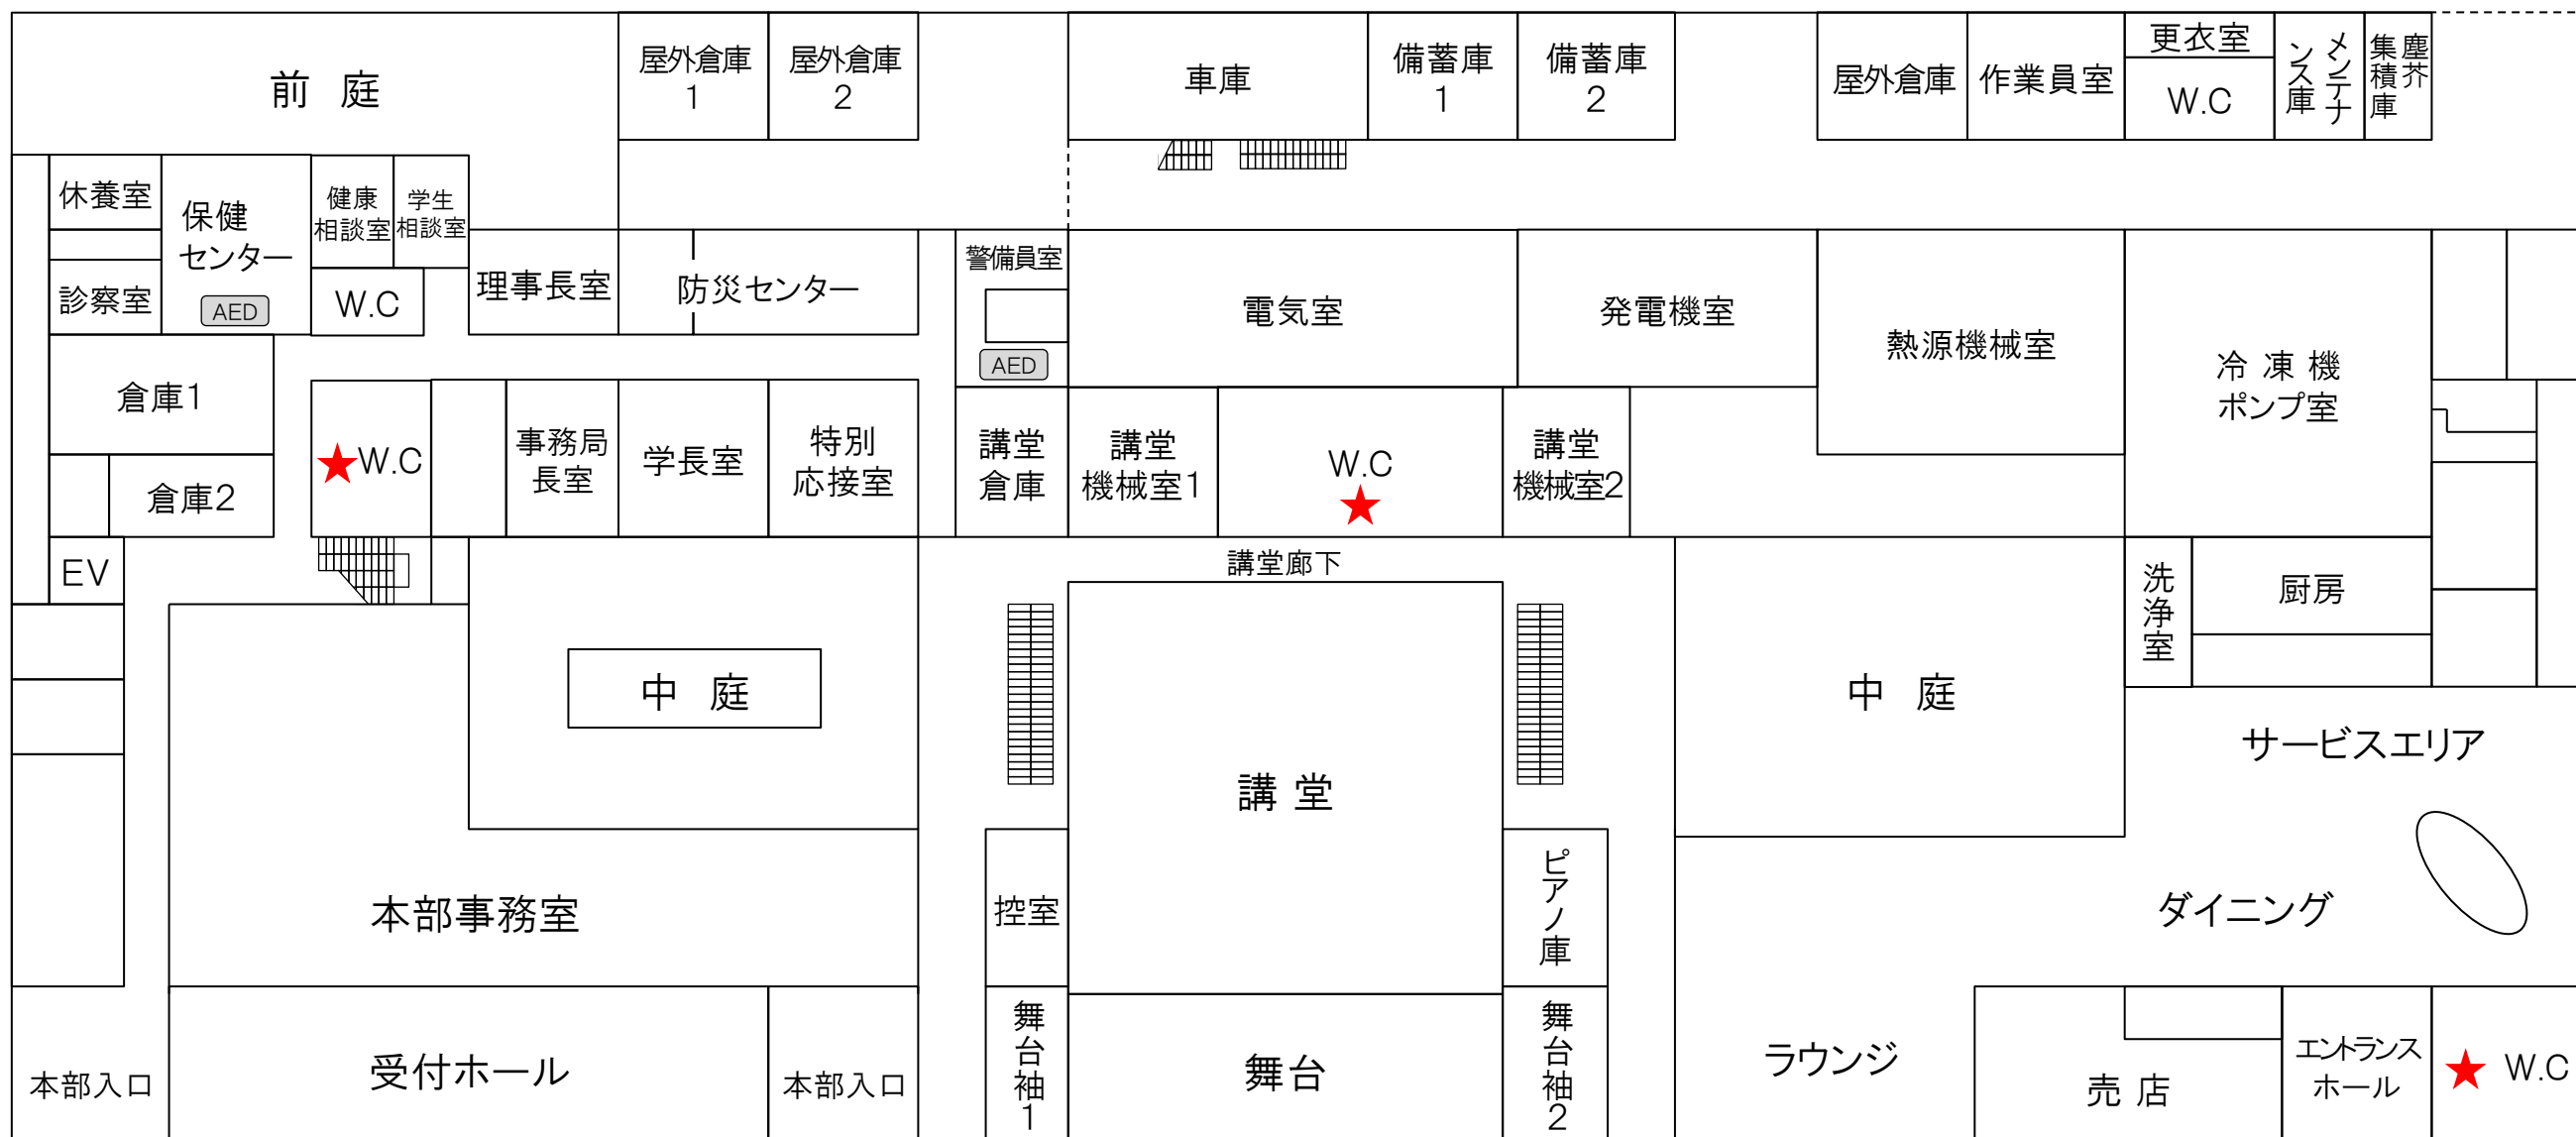 前 庭
屋外倉庫
1
屋外倉庫
2
車庫
備蓄庫
1
備蓄庫
2
屋外倉庫
作業員室
更衣室
W.C
メンテナ
ンス庫
塵芥
集積庫
休養室
保健
センター
AED
健康
相談室
学生
相談室
診察室
W.C
理事長室
防災センター
警備員室
AED
電気室
発電機室
熱源機械室
冷 凍 機
ポンプ室
倉庫1
倉庫2
★W.C
事務局
長室
学長室
特別
応接室
講堂
倉庫
講堂
機械室1
W.C
★
講堂
機械室2
EV
講堂廊下
洗浄室
厨房
中 庭
講 堂
中 庭
サービスエリア
本部事務室
控室
ピアノ庫
ダイニング
本部入口
受付ホール
本部入口
舞台袖1
舞台
舞台袖2
ラウンジ
売 店
エントランス
ホール
★ W.C